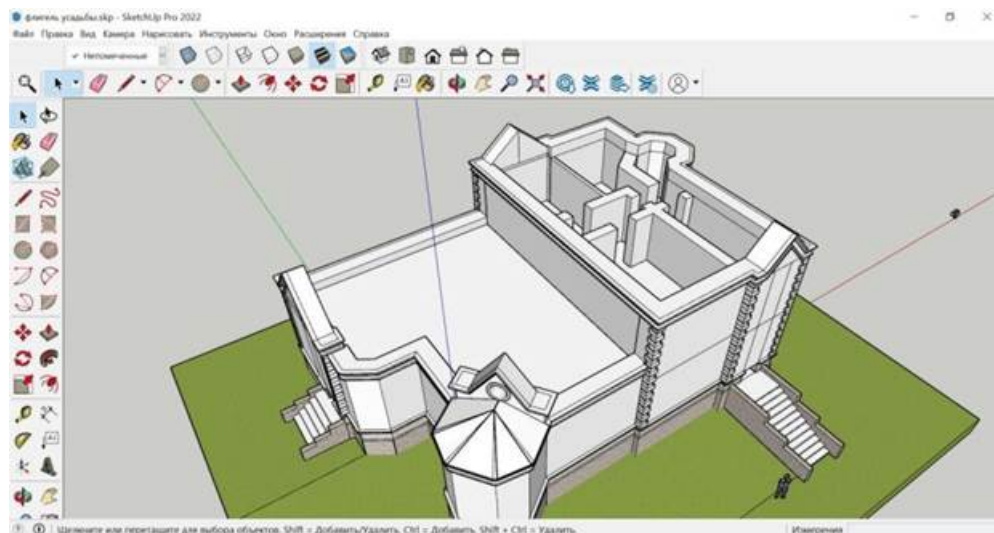 флигель усадьбы.skp - SketchUp Pro 2022
Файл Правка Вид Камера Нарисовать Инструменты Окно Расширения Справка
Непомеченные
Щелкните или перетащите для выбора объектов. Shift = Добавить/Удалить. Ctrl = Добавить. Shift + Ctrl = Удалить.
Измерения